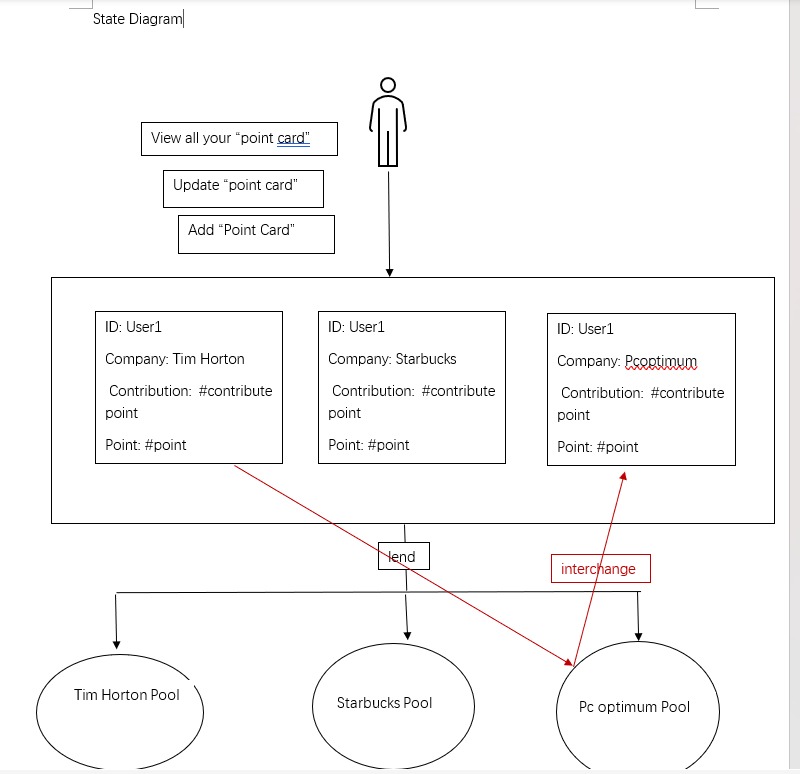 State Diagram
View all your “point card”
Update “point card”
Add “Point Card”
ID: User1
Company: Tim Horton
Contribution: #contribute
point
Point: #point
ID: User1
Company: Starbucks
Contribution: #contribute
point
Point: #point
ID: User1
Company: Pcoptimum
Contribution: #contribute
point
Point: #point
lend
interchange
Tim Horton Pool
Starbucks Pool
Pc optimum Pool